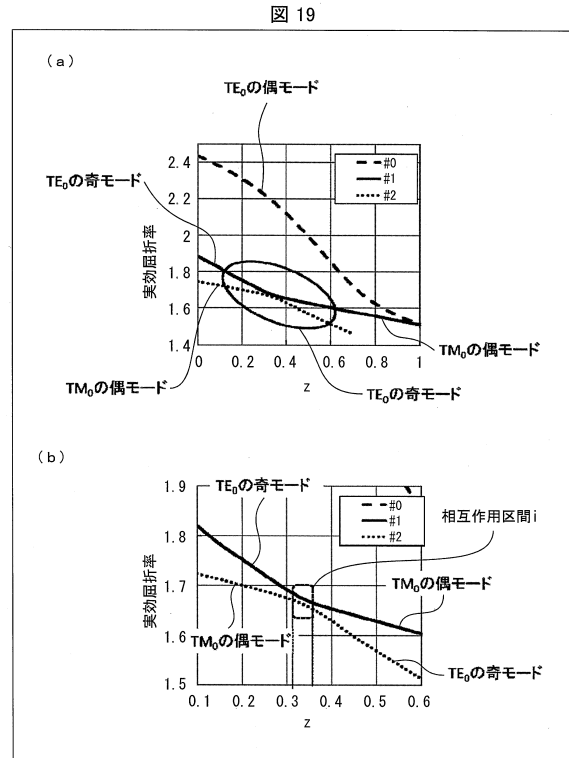 図 19
(a)
TE₀の偶モード
TE₀の奇モード
2.4
2.2
2
1.8
1.6
1.4
実効屈折率
#0
#1
#2
0 0.2 0.4 0.6 0.8 1
z
TM₀の偶モード
TM₀の偶モード
TE₀の奇モード
(b)
1.9
1.8
1.7
1.6
1.5
実効屈折率
TE₀の奇モード
#0
#1
#2
相互作用区間i
TM₀の偶モード
TM₀の偶モード
TE₀の奇モード
0.1 0.2 0.3 0.4 0.5 0.6
z